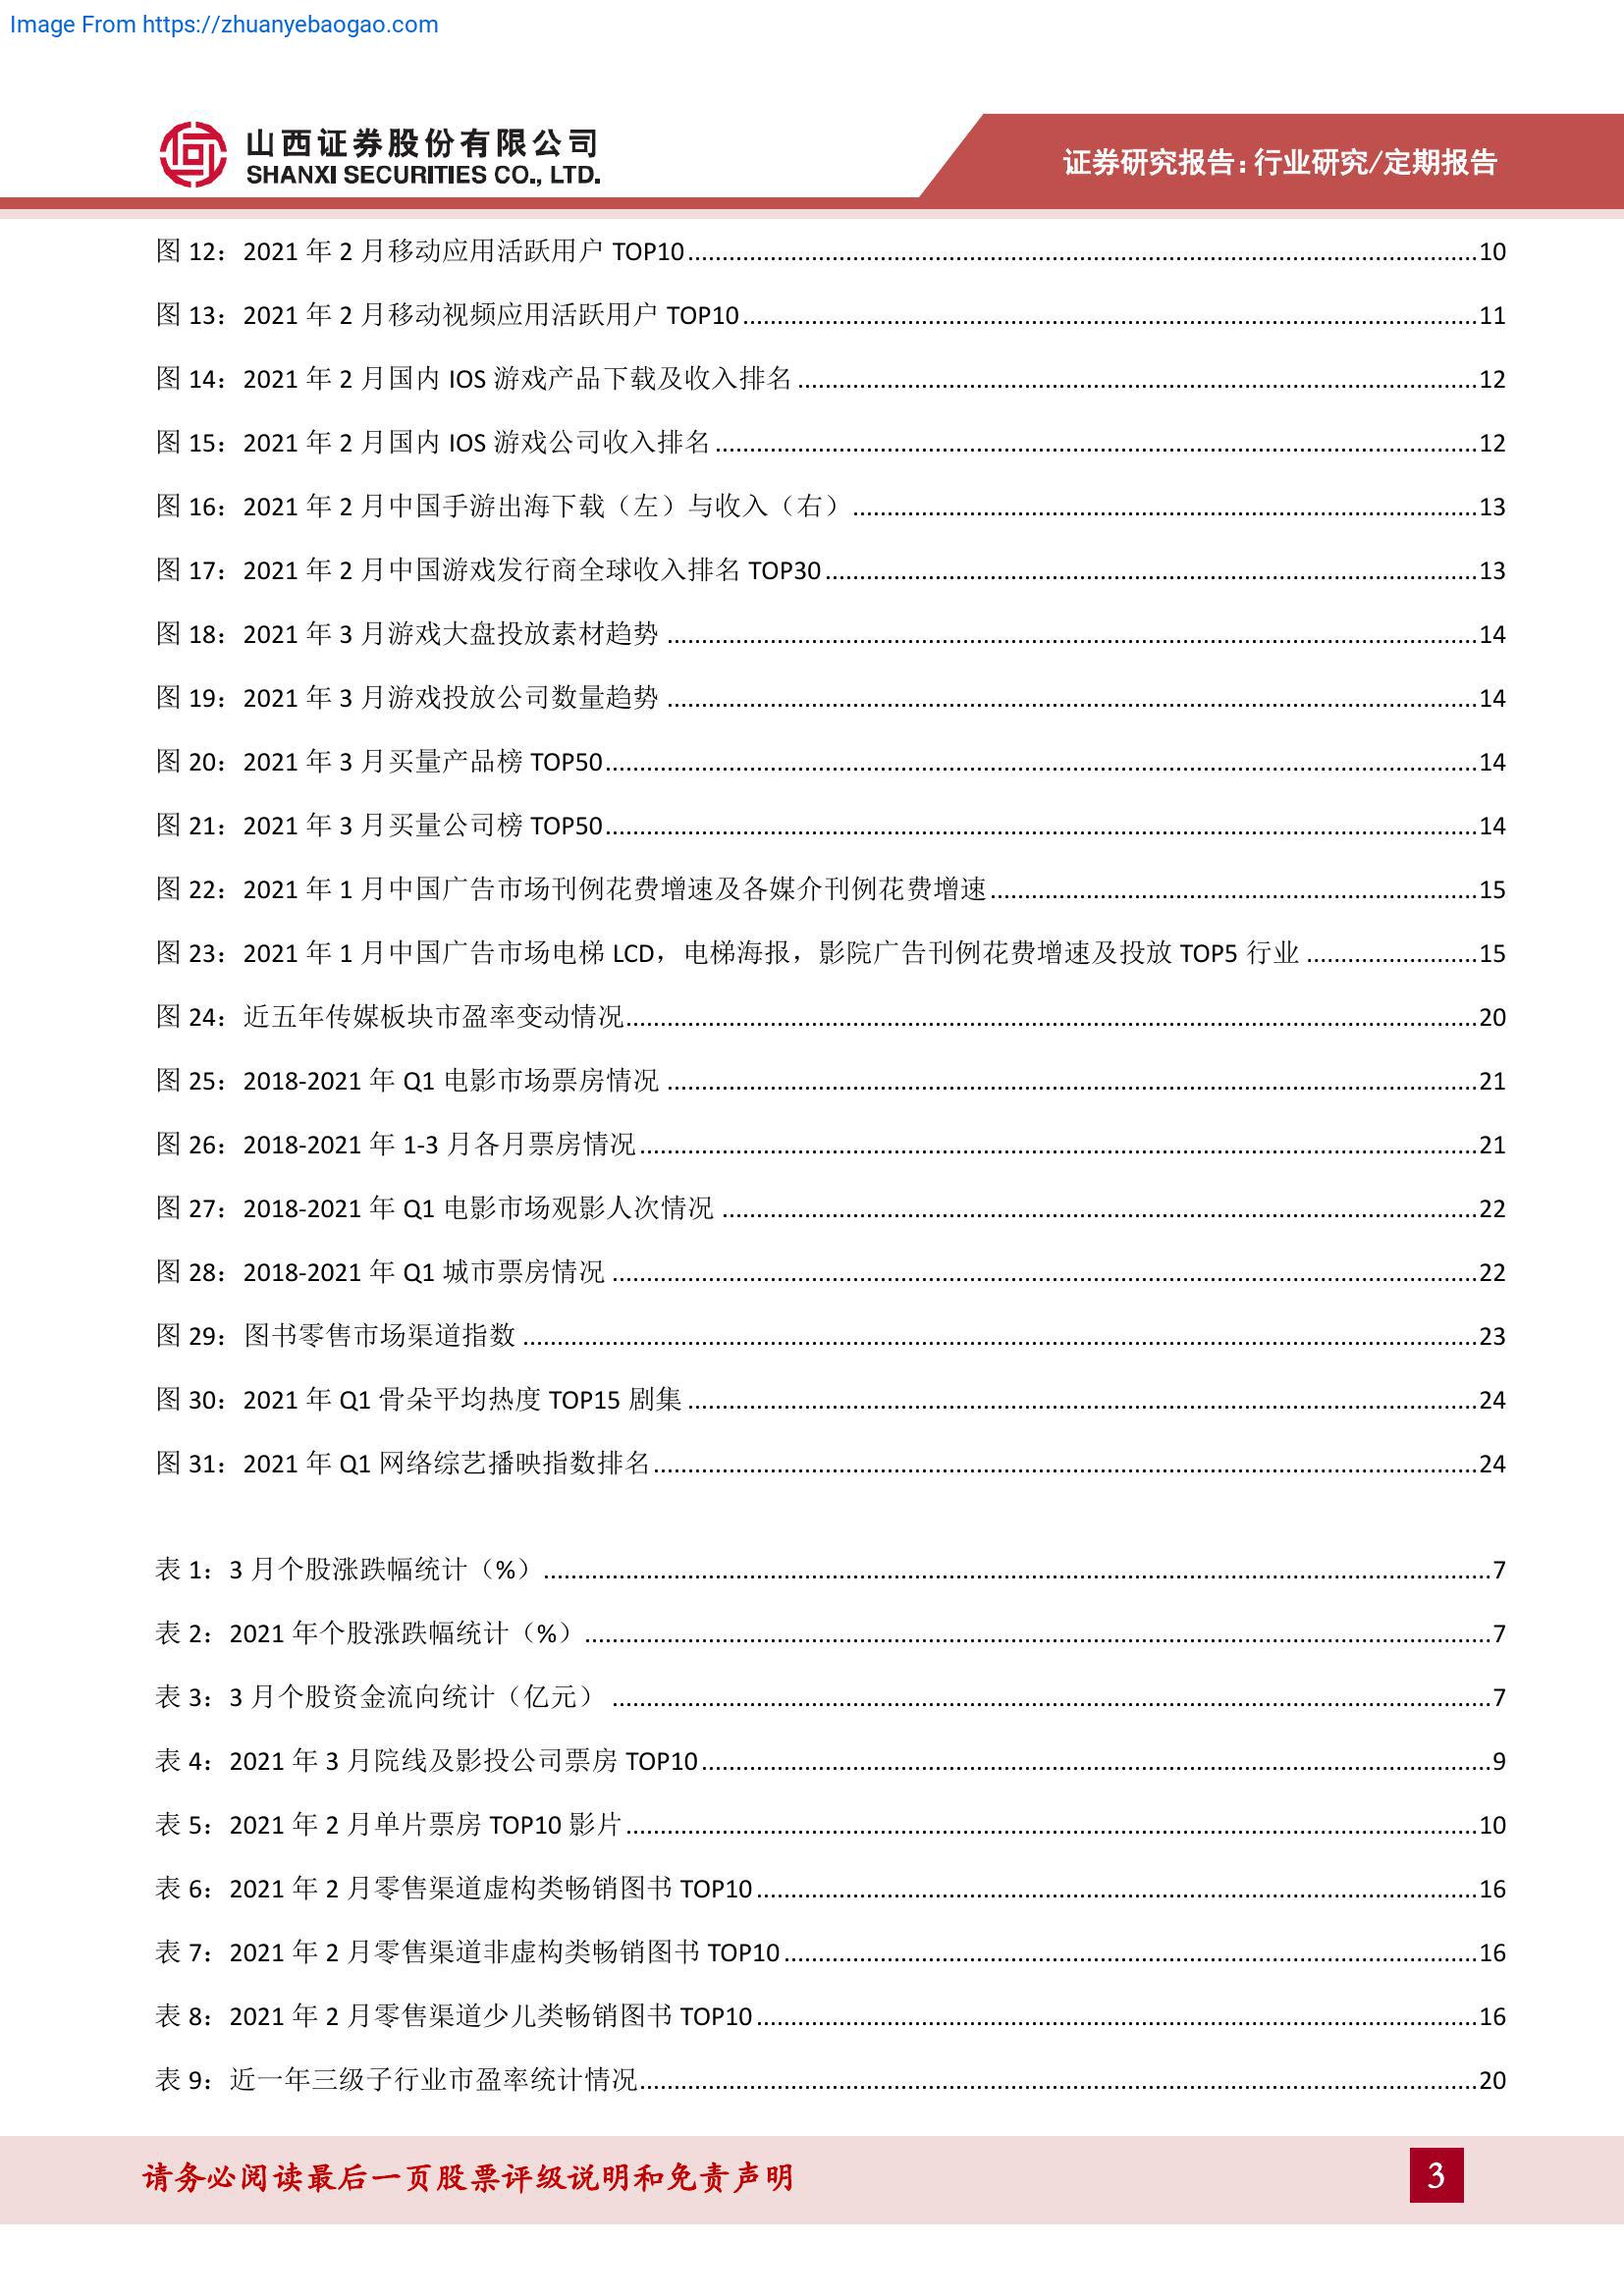 Image From https://zhuanyebaogao.com
山西证券股份有限公司
SHANXI SECURITIES CO., LTD.
证券研究报告:行业研究/定期报告
图 12：2021 年 2 月移动应用活跃用户 TOP10 10
图 13：2021 年 2 月移动视频应用活跃用户 TOP10 11
图 14：2021 年 2 月国内 IOS 游戏产品下载及收入排名 12
图 15：2021 年 2 月国内 IOS 游戏公司收入排名 12
图 16：2021 年 2 月中国手游出海下载（左）与收入（右） 13
图 17：2021 年 2 月中国游戏发行商全球收入排名 TOP30 13
图 18：2021 年 3 月游戏大盘投放素材趋势 14
图 19：2021 年 3 月游戏投放公司数量趋势 14
图 20：2021 年 3 月买量产品榜 TOP50 14
图 21：2021 年 3 月买量公司榜 TOP50 14
图 22：2021 年 1 月中国广告市场刊例花费增速及各媒介刊例花费增速 15
图 23：2021 年 1 月中国广告市场电梯 LCD，电梯海报，影院广告刊例花费增速及投放 TOP5 行业 15
图 24：近五年传媒板块市盈率变动情况 20
图 25：2018-2021 年 Q1 电影市场票房情况 21
图 26：2018-2021 年 1-3 月各月票房情况 21
图 27：2018-2021 年 Q1 电影市场观影人次情况 22
图 28：2018-2021 年 Q1 城市票房情况 22
图 29：图书零售市场渠道指数 23
图 30：2021 年 Q1 骨朵平均热度 TOP15 剧集 24
图 31：2021 年 Q1 网络综艺播映指数排名 24
表 1：3 月个股涨跌幅统计（%） 7
表 2：2021 年个股涨跌幅统计（%） 7
表 3：3 月个股资金流向统计（亿元） 7
表 4：2021 年 3 月院线及影投公司票房 TOP10 9
表 5：2021 年 2 月单片票房 TOP10 影片 10
表 6：2021 年 2 月零售渠道虚构类畅销图书 TOP10 16
表 7：2021 年 2 月零售渠道非虚构类畅销图书 TOP10 16
表 8：2021 年 2 月零售渠道少儿类畅销图书 TOP10 16
表 9：近一年三级子行业市盈率统计情况 20
请务必阅读最后一页股票评级说明和免责声明
3